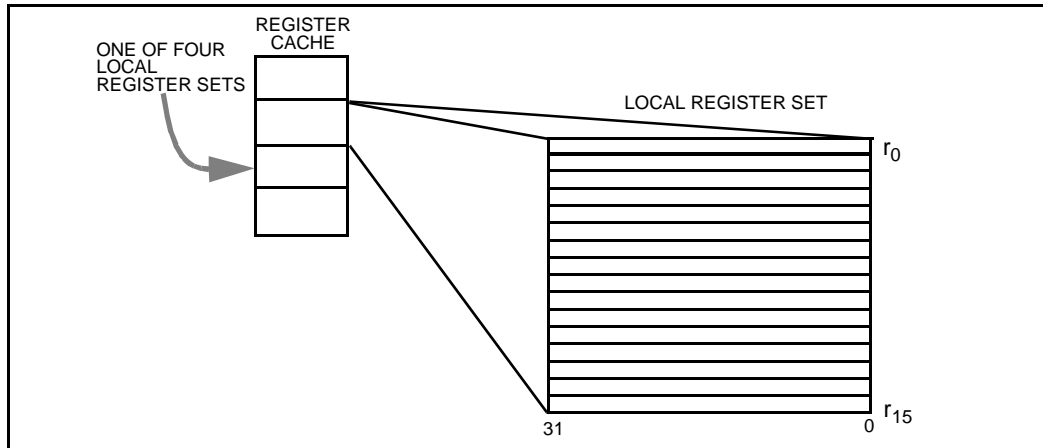 REGISTER
CACHE
ONE OF FOUR
LOCAL
REGISTER SETS
LOCAL REGISTER SET
r0
r15
31
0